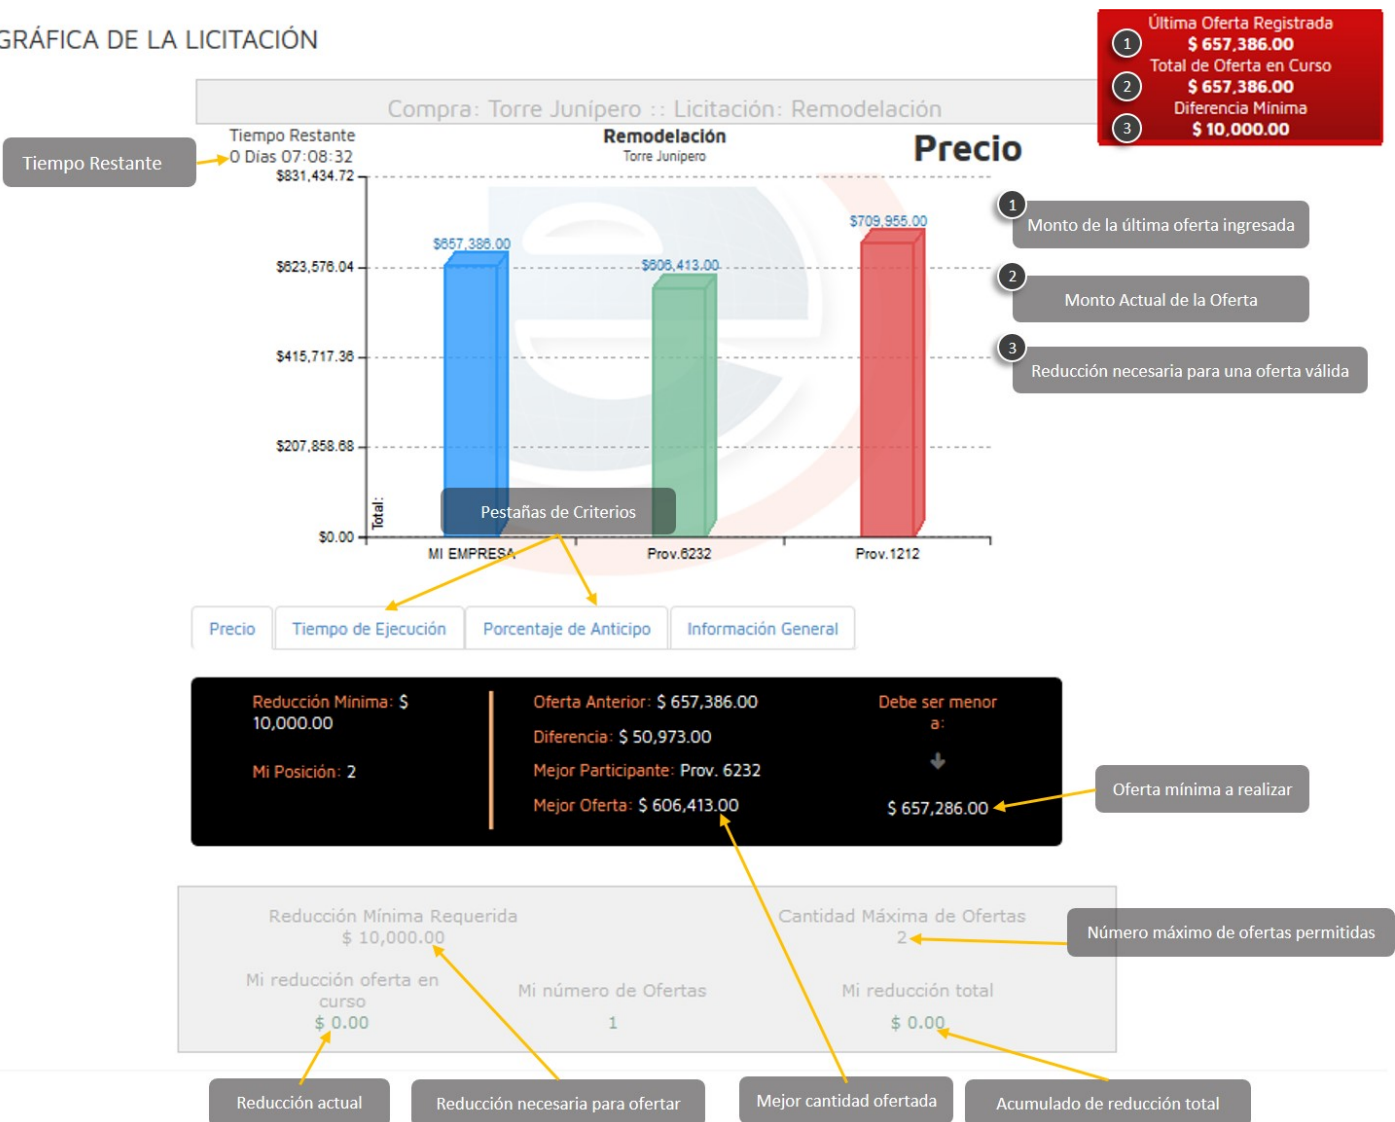 GRÁFICA DE LA LICITACIÓN
Última Oferta Registrada
1
$ 657,386.00
Total de Oferta en Curso
2
$ 657,386.00
Diferencia Mínima
3
$ 10,000.00
Compra: Torre Junípero :: Licitación: Remodelación
Tiempo Restante
Tiempo Restante
0 Días 07:08:32
Remodelación
Torre Junípero
Precio
$831,434.72
$623,576.04
$415,717.36
$207,858.68
$0.00
Total:
$657,386.00
$606,413.00
$709,955.00
MI EMPRESA
Prov.6232
Prov.1212
1
Monto de la última oferta ingresada
2
Monto Actual de la Oferta
3
Reducción necesaria para una oferta válida
Pestañas de Criterios
Precio
Tiempo de Ejecución
Porcentaje de Anticipo
Información General
Reducción Mínima: $
10,000.00
Mi Posición: 2
Oferta Anterior: $ 657,386.00
Diferencia: $ 50,973.00
Mejor Participante: Prov. 6232
Mejor Oferta: $ 606,413.00
Debe ser menor
a:
$ 657,286.00
Oferta mínima a realizar
Reducción Mínima Requerida
$ 10,000.00
Cantidad Máxima de Ofertas
2
Número máximo de ofertas permitidas
Mi reducción oferta en
curso
$ 0.00
Mi número de Ofertas
1
Mi reducción total
$ 0.00
Reducción actual
Reducción necesaria para ofertar
Mejor cantidad ofertada
Acumulado de reducción total